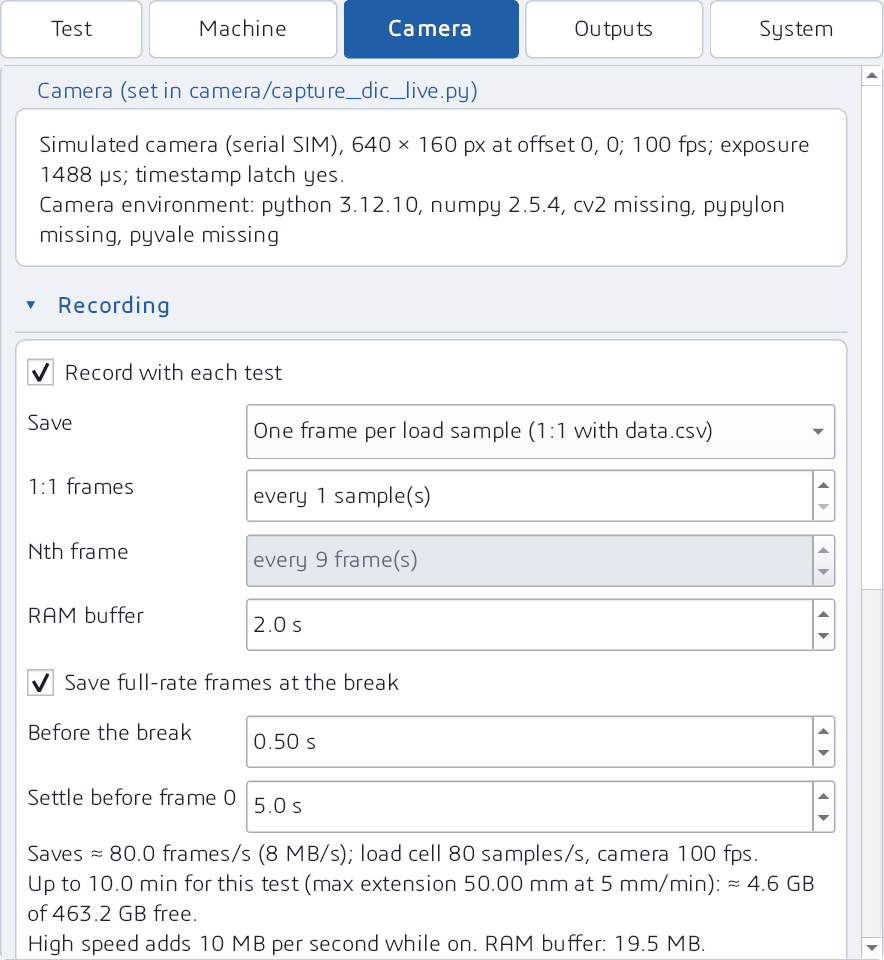 Test Machine Camera Outputs System
Camera (set in camera/capture_dic_live.py)
Simulated camera (serial SIM), 640 × 160 px at offset 0, 0; 100 fps; exposure
1488 µs; timestamp latch yes.
Camera environment: python 3.12.10, numpy 2.5.4, cv2 missing, pypylon
missing, pyvale missing
Recording
Record with each test
Save One frame per load sample (1:1 with data.csv)
1:1 frames every 1 sample(s)
Nth frame every 9 frame(s)
RAM buffer 2.0 s
Save full-rate frames at the break
Before the break 0.50 s
Settle before frame 0 5.0 s
Saves ≈ 80.0 frames/s (8 MB/s); load cell 80 samples/s, camera 100 fps.
Up to 10.0 min for this test (max extension 50.00 mm at 5 mm/min): ≈ 4.6 GB
of 463.2 GB free.
High speed adds 10 MB per second while on. RAM buffer: 19.5 MB.